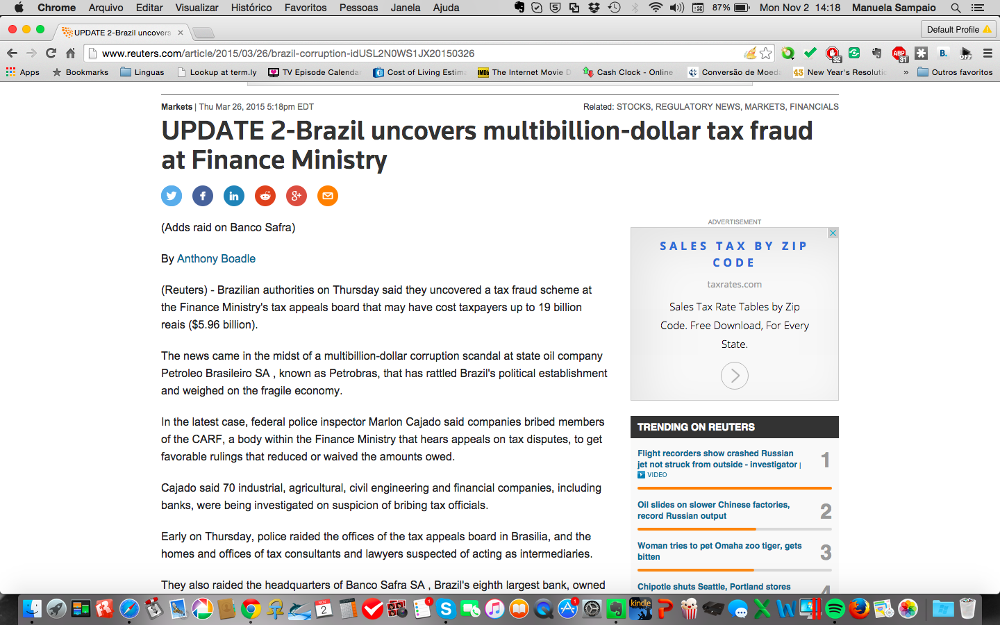 Chrome Arquivo Editar Visualizar Histórico Favoritos Pessoas Janela Ajuda 87% Mon Nov 2 14:18 Manuela Sampaio
UPDATE 2-Brazil uncovers
Default Profile
www.reuters.com/article/2015/03/26/brazil-corruption-idUSL2N0WS1JX20150326
32 ABP 31 B. OFF
Apps Bookmarks Linguas Lookup at term.ly TV Episode Calenda Cost of Living Estim IMDb The Internet Movie D Cash Clock - Online Conversão de Moed 43 New Year's Resolutio » Outros favoritos
Markets | Thu Mar 26, 2015 5:18pm EDT
Related: STOCKS, REGULATORY NEWS, MARKETS, FINANCIALS
UPDATE 2-Brazil uncovers multibillion-dollar tax fraud
at Finance Ministry
(Adds raid on Banco Safra)
By Anthony Boadle
(Reuters) - Brazilian authorities on Thursday said they uncovered a tax fraud scheme at
the Finance Ministry's tax appeals board that may have cost taxpayers up to 19 billion
reais ($5.96 billion).
The news came in the midst of a multibillion-dollar corruption scandal at state oil company
Petroleo Brasileiro SA , known as Petrobras, that has rattled Brazil's political establishment
and weighed on the fragile economy.
In the latest case, federal police inspector Marlon Cajado said companies bribed members
of the CARF, a body within the Finance Ministry that hears appeals on tax disputes, to get
favorable rulings that reduced or waived the amounts owed.
Cajado said 70 industrial, agricultural, civil engineering and financial companies, including
banks, were being investigated on suspicion of bribing tax officials.
Early on Thursday, police raided the offices of the tax appeals board in Brasilia, and the
homes and offices of tax consultants and lawyers suspected of acting as intermediaries.
They also raided the headquarters of Banco Safra SA , Brazil's eighth largest bank, owned
ADVERTISEMENT
SALES TAX BY ZIP
CODE
taxrates.com
Sales Tax Rate Tables by Zip
Code. Free Download, For Every
State.
TRENDING ON REUTERS
Flight recorders show crashed Russian
jet not struck from outside - investigator |
VIDEO
1
Oil slides on slower Chinese factories,
record Russian output
2
Woman tries to pet Omaha zoo tiger, gets
bitten
3
Chipotle shuts Seattle, Portland stores
4
NOV
2
1
1
kindle